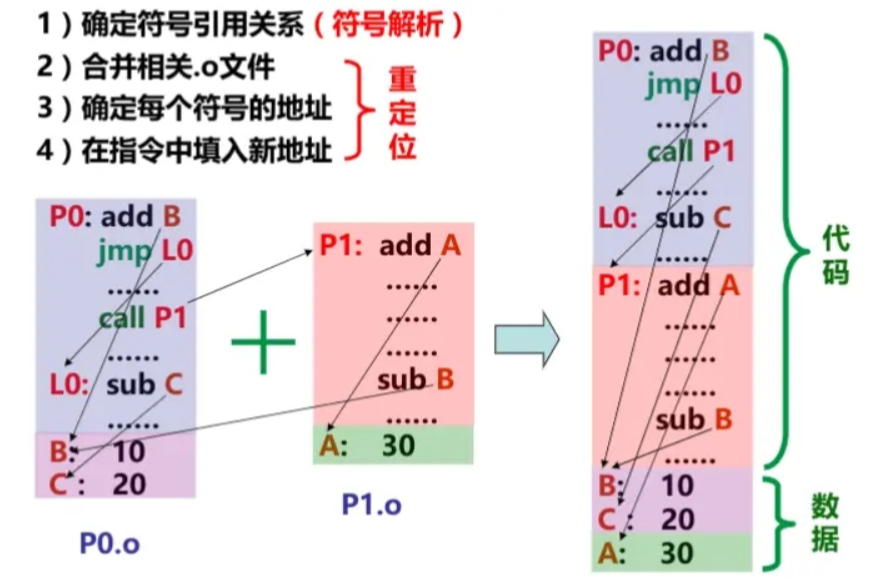 1）确定符号引用关系（符号解析）
2）合并相关.o文件
3）确定每个符号的地址
4）在指令中填入新地址
重定位
P0: add B
jmp L0
......
call P1
......
L0: sub C
......
B: 10
C: 20
P0.o
+
P1: add A
......
......
......
sub B
......
A: 30
P1.o
P0: add B
jmp L0
......
call P1
......
L0: sub C
......
P1: add A
......
......
......
sub B
......
B: 10
C: 20
A: 30
代码
数据